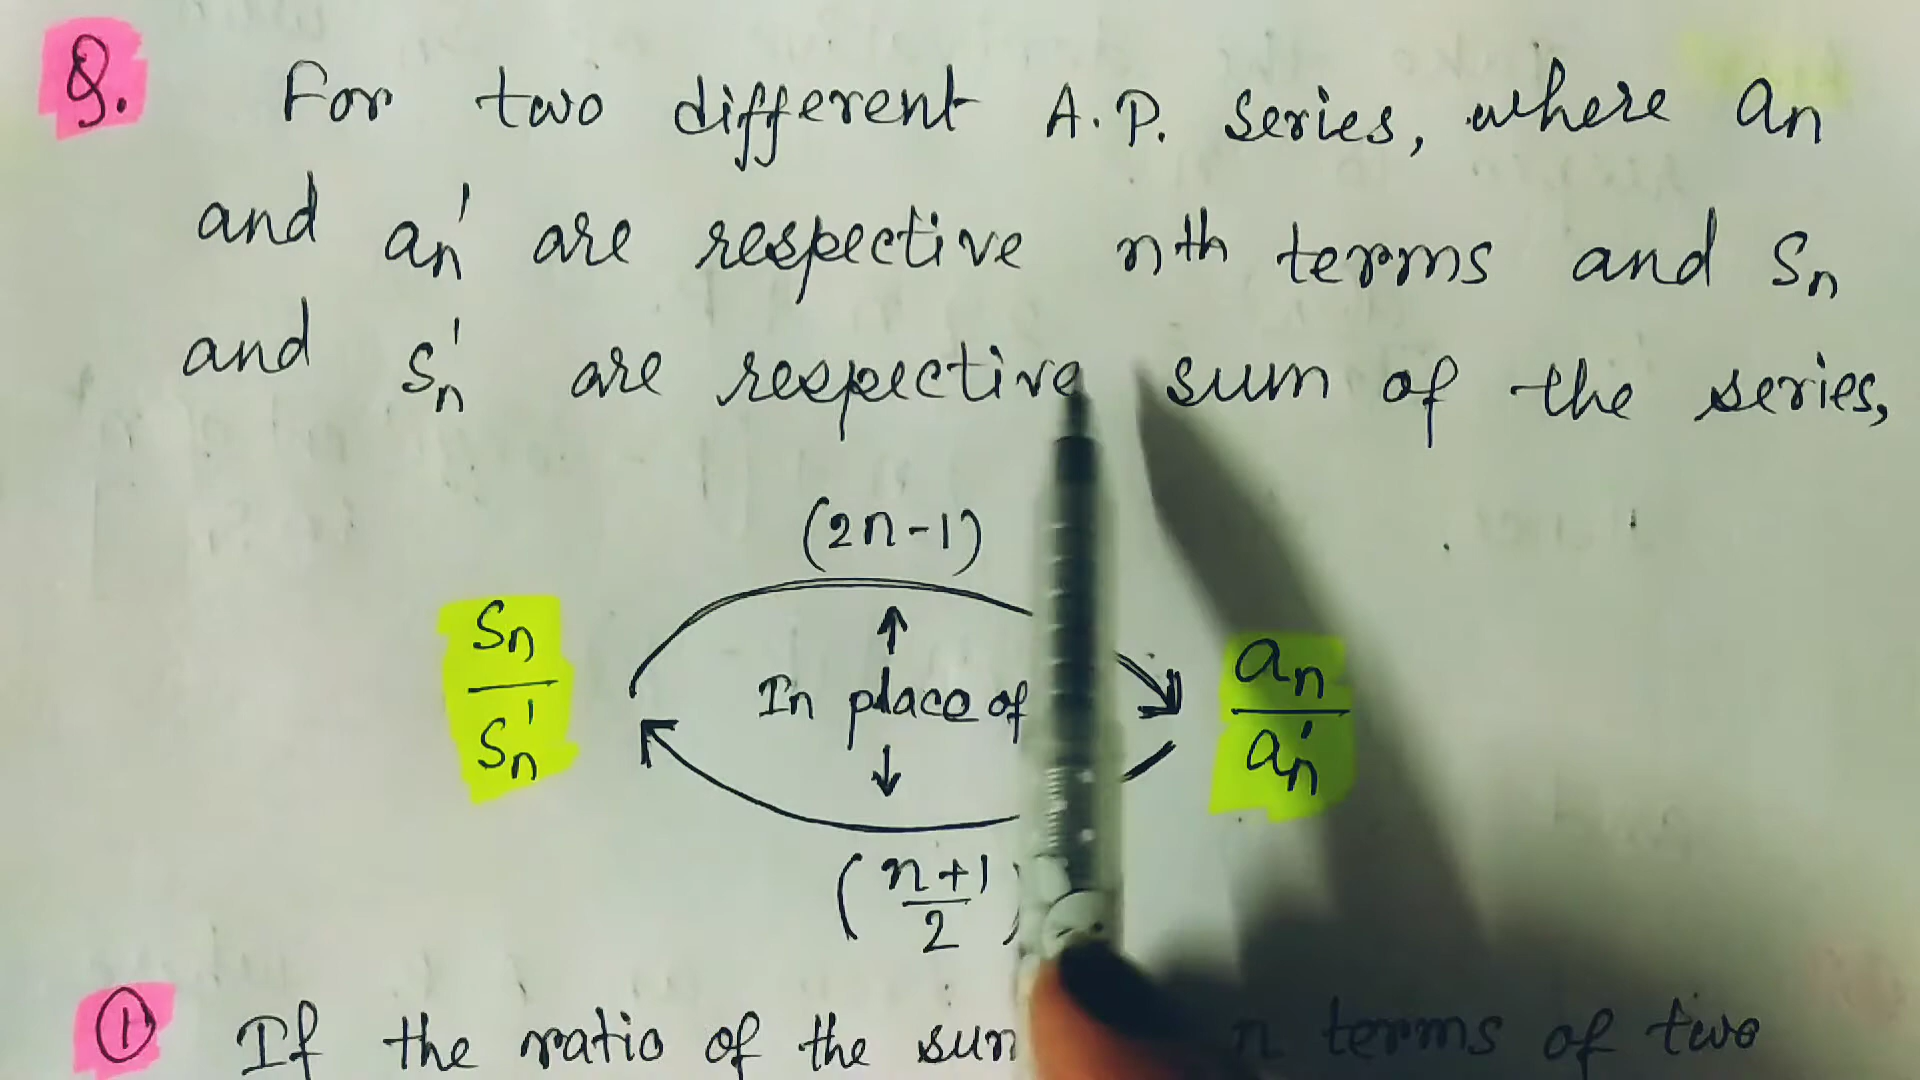 Q. For two different A.P. series, where an
and an' are respective nth terms and Sn
and Sn' are respective sum of the series,
(2n-1)
Sn/Sn' In place of an/an'
(n+1/2)
① If the ratio of the n terms of two